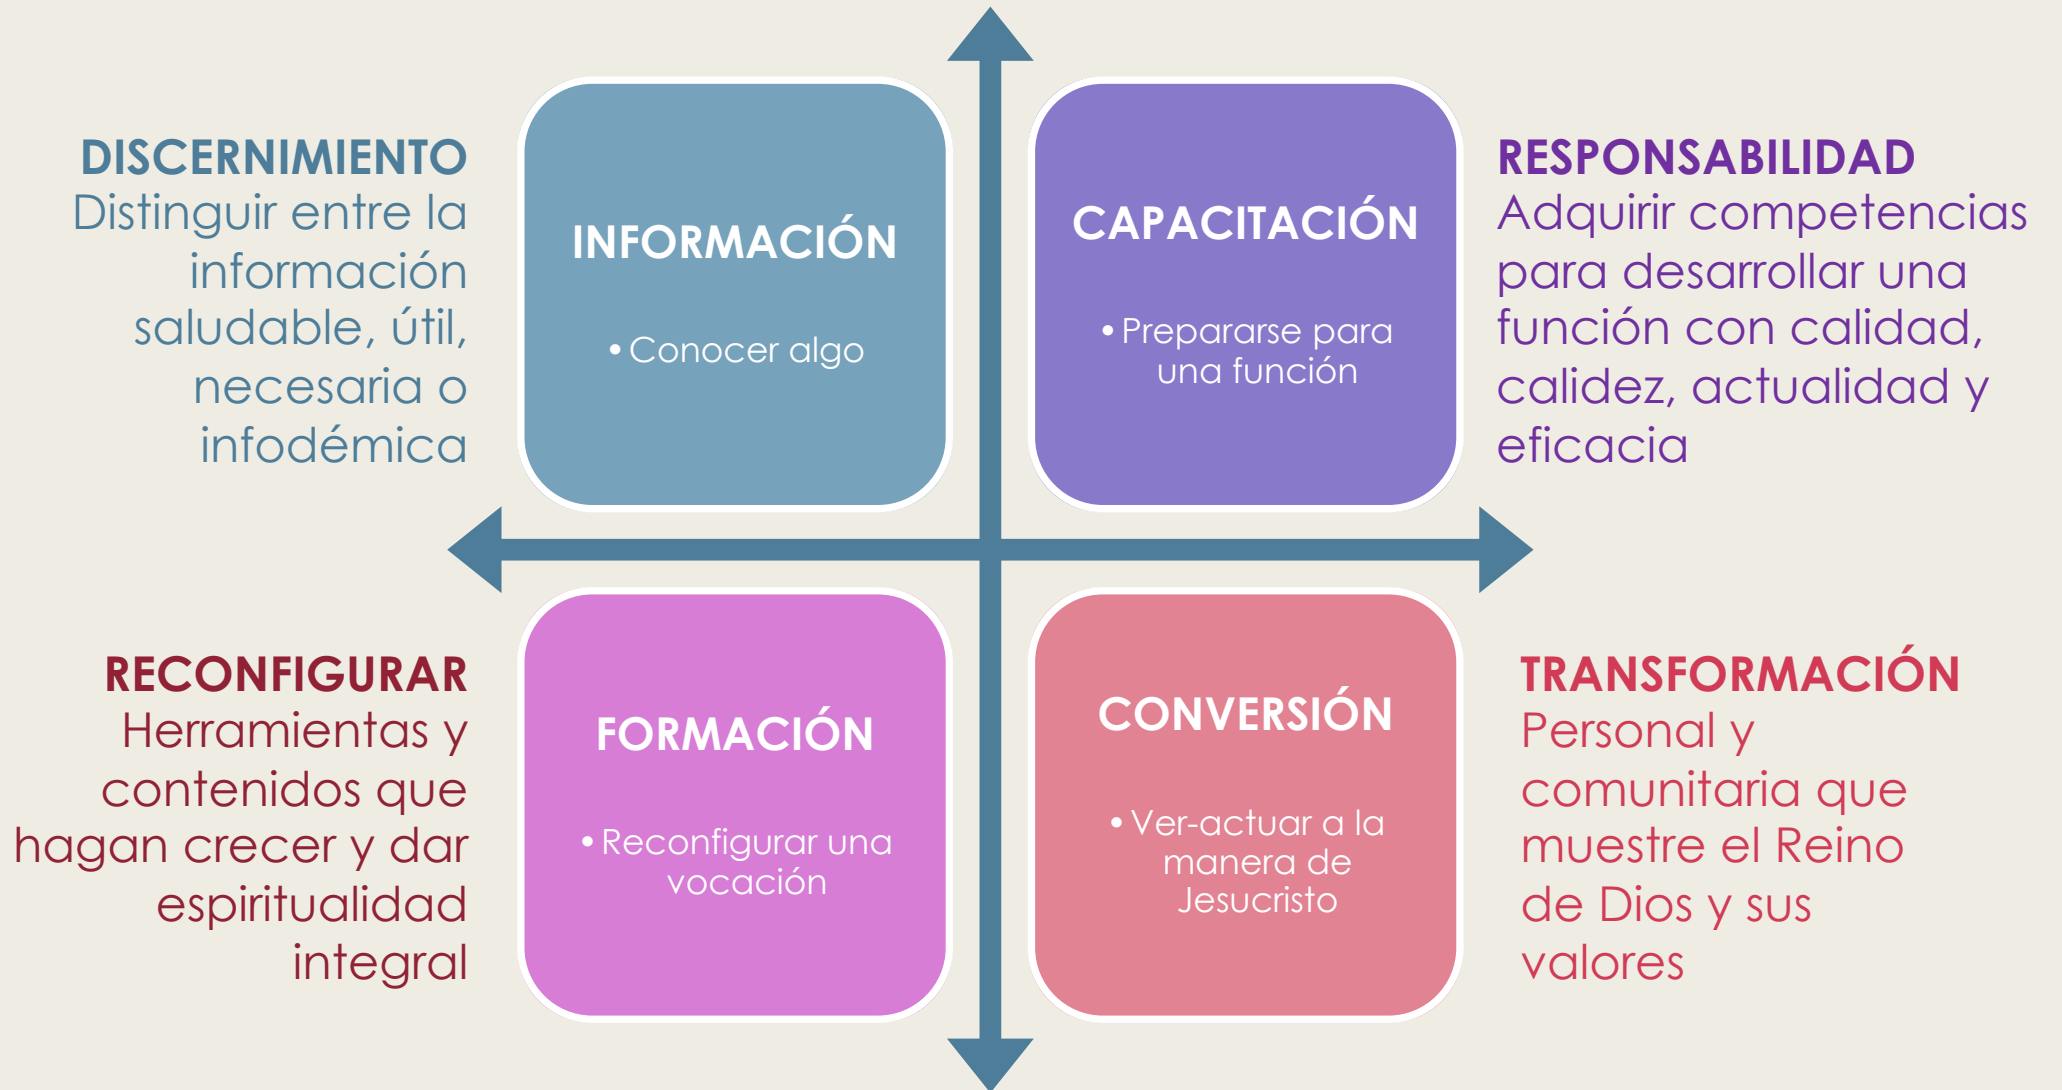 DISCERNIMIENTO
Distinguir entre la
información
saludable, útil,
necesaria o
infodémica
INFORMACIÓN
• Conocer algo
CAPACITACIÓN
• Prepararse para
una función
RESPONSABILIDAD
Adquirir competencias
para desarrollar una
función con calidad,
calidez, actualidad y
eficacia
RECONFIGURAR
Herramientas y
contenidos que
hagan crecer y dar
espiritualidad
integral
FORMACIÓN
• Reconfigurar una
vocación
CONVERSIÓN
• Ver-actuar a la
manera de
Jesucristo
TRANSFORMACIÓN
Personal y
comunitaria que
muestre el Reino
de Dios y sus
valores